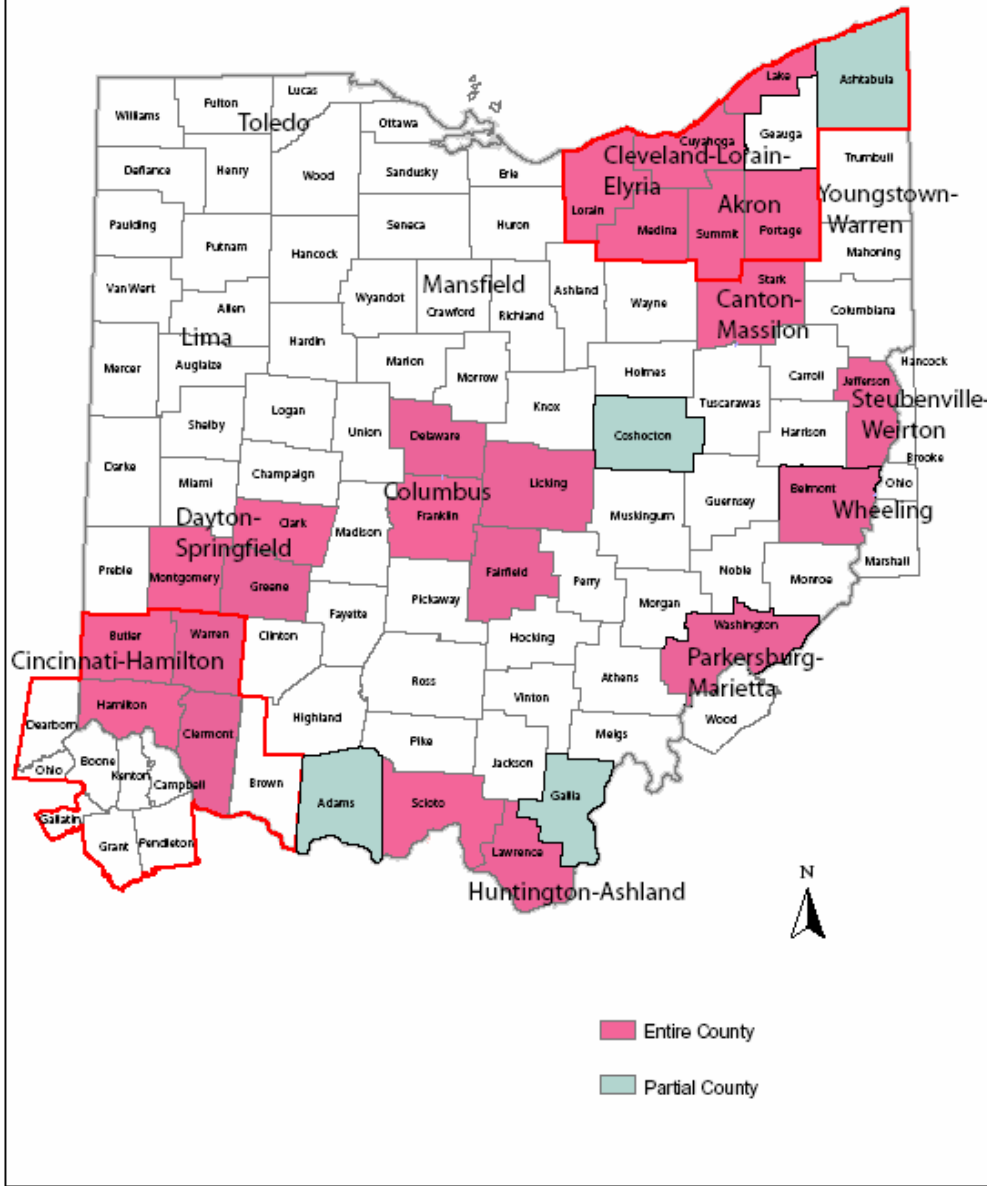 Lake
Ashtabula
Williams
Fulton
Lucas
Toledo
Ottawa
Cuyahoga
Geauga
Defiance
Henry
Wood
Sandusky
Erie
Cleveland-Lorain-
Elyria
Trumbull
Youngstown-
Warren
Paulding
Putnam
Hancock
Seneca
Huron
Lorain
Medina
Summit
Akron
Portage
Mahoning
Van Wert
Allen
Lima
Wyandot
Mansfield
Crawford
Richland
Ashland
Wayne
Stark
Canton-
Massilon
Columbiana
Mercer
Auglaize
Hardin
Marion
Morrow
Holmes
Tuscarawas
Carroll
Jefferson
Hancock
Steubenville-
Weirton
Brooke
Shelby
Logan
Union
Delaware
Knox
Coshocton
Harrison
Darke
Miami
Champaign
Columbus
Franklin
Licking
Muskingum
Guernsey
Belmont
Ohio
Wheeling
Marshall
Dayton-
Springfield
Clark
Madison
Preble
Montgomery
Greene
Fayette
Pickaway
Fairfield
Perry
Morgan
Noble
Monroe
Washington
Parkersburg-
Marietta
Wood
Butler
Warren
Clinton
Cincinnati-Hamilton
Hamilton
Clermont
Ross
Hocking
Vinton
Athens
Meigs
Dearborn
Ohio
Boone
Kenton
Campbell
Brown
Highland
Pike
Jackson
Gallia
Gallatin
Grant
Pendleton
Adams
Scioto
Lawrence
Huntington-Ashland
N
Entire County
Partial County